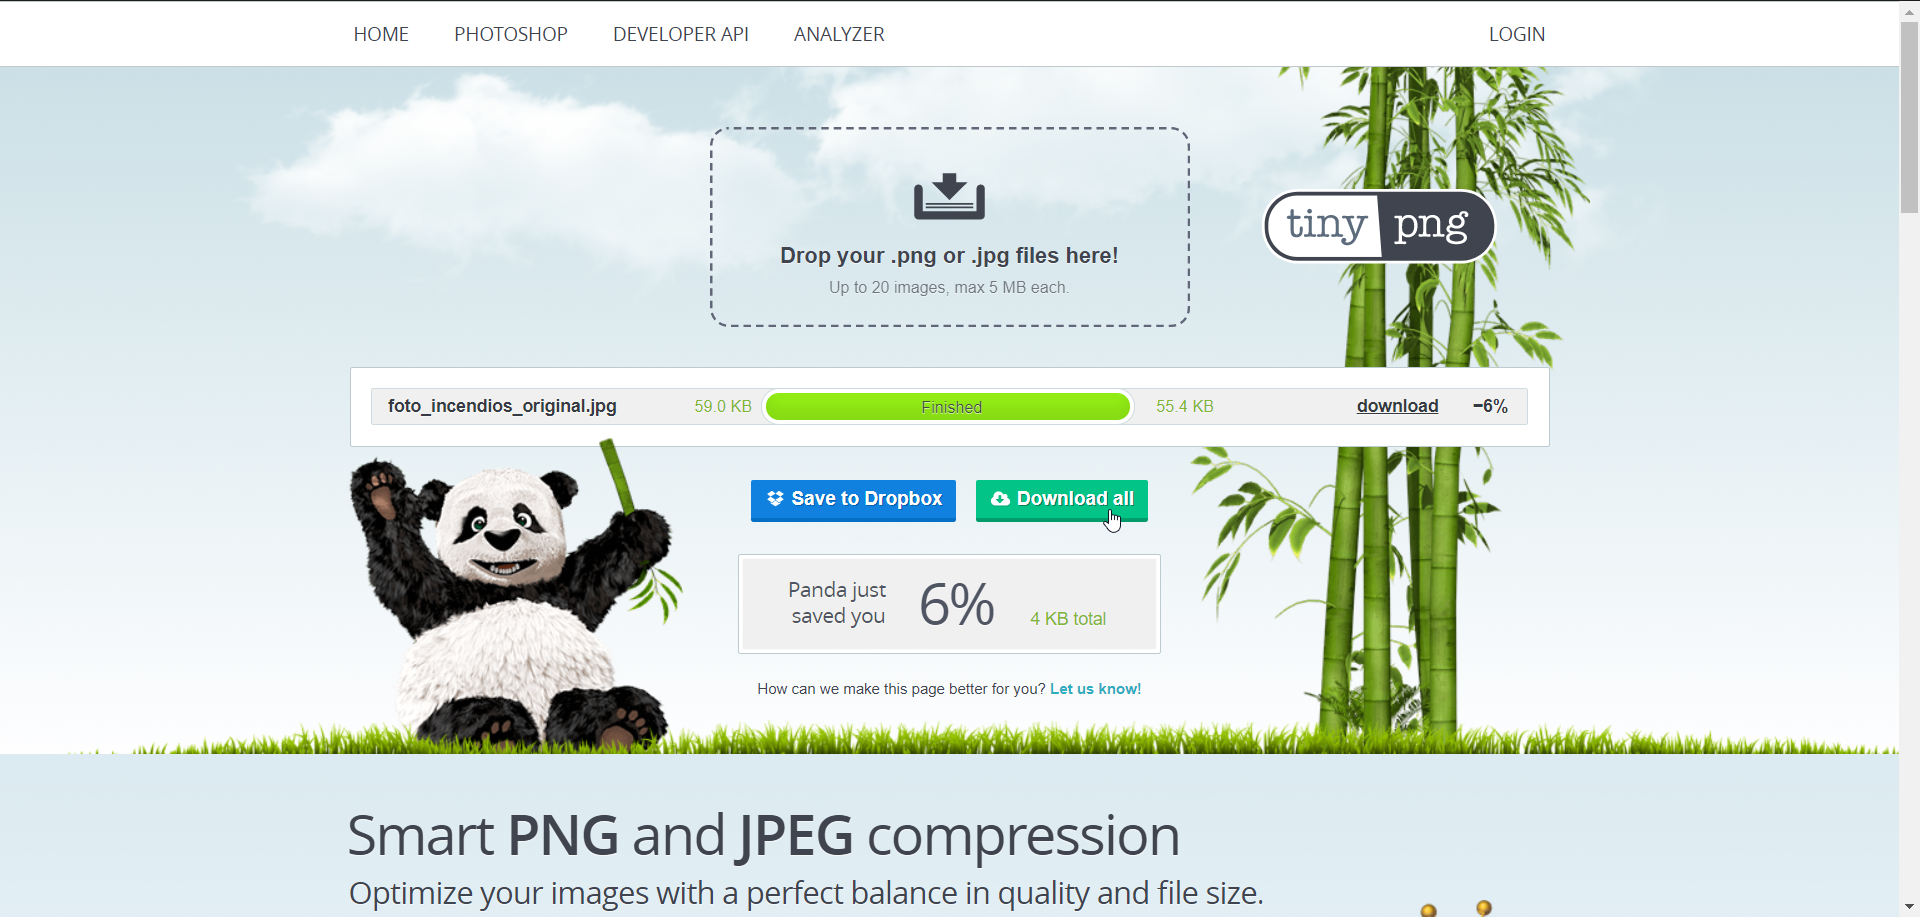 HOME PHOTOSHOP DEVELOPER API ANALYZER LOGIN
Drop your .png or .jpg files here!
Up to 20 images, max 5 MB each.
tiny png
foto_incendios_original.jpg 59.0 KB Finished 55.4 KB download −6%
Save to Dropbox Download all
Panda just
saved you 6% 4 KB total
How can we make this page better for you? Let us know!
Smart PNG and JPEG compression
Optimize your images with a perfect balance in quality and file size.